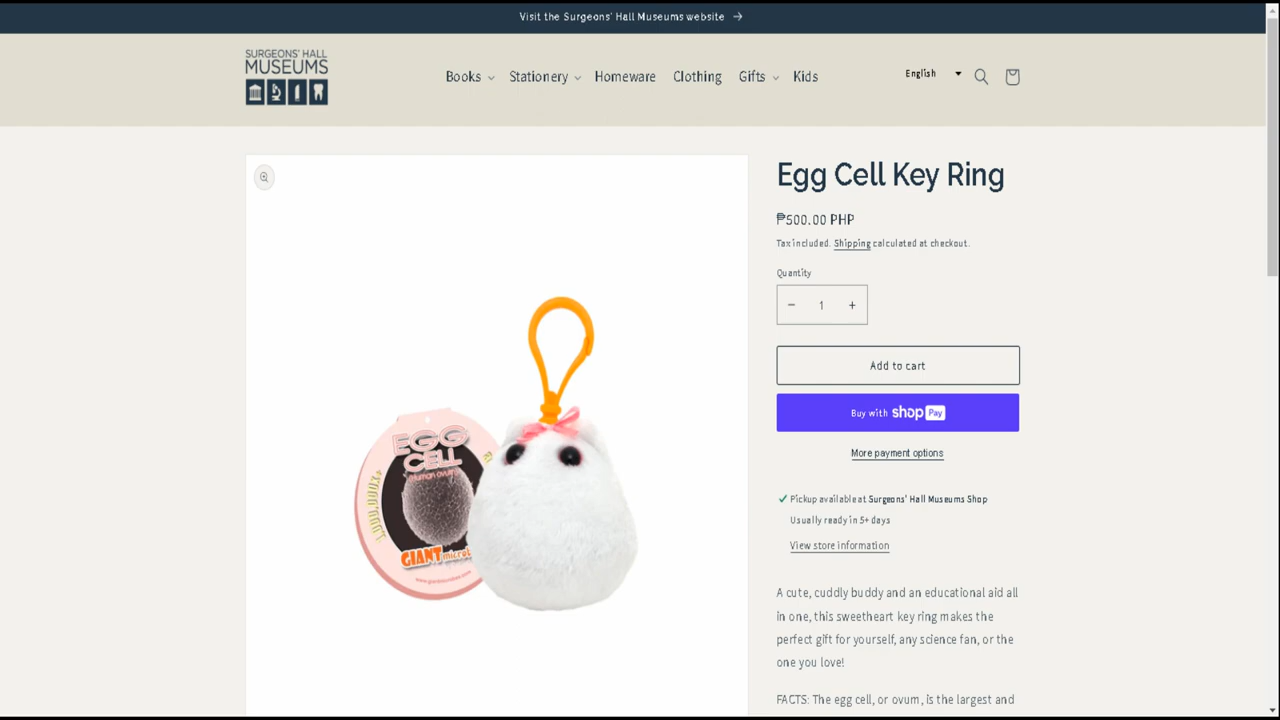 Visit the Surgeons' Hall Museums website
SURGEONS' HALL
MUSEUMS
Books
Stationery
Homeware
Clothing
Gifts
Kids
English
Egg Cell Key Ring
₱500.00 PHP
Tax included. Shipping calculated at checkout.
Quantity
1
Add to cart
Buy with shop Pay
More payment options
Pickup available at Surgeons' Hall Museums Shop
Usually ready in 5+ days
View store information
A cute, cuddly buddy and an educational aid all
in one, this sweetheart key ring makes the
perfect gift for yourself, any science fan, or the
one you love!
FACTS: The egg cell, or ovum, is the largest and
EGG
CELL
GIANT